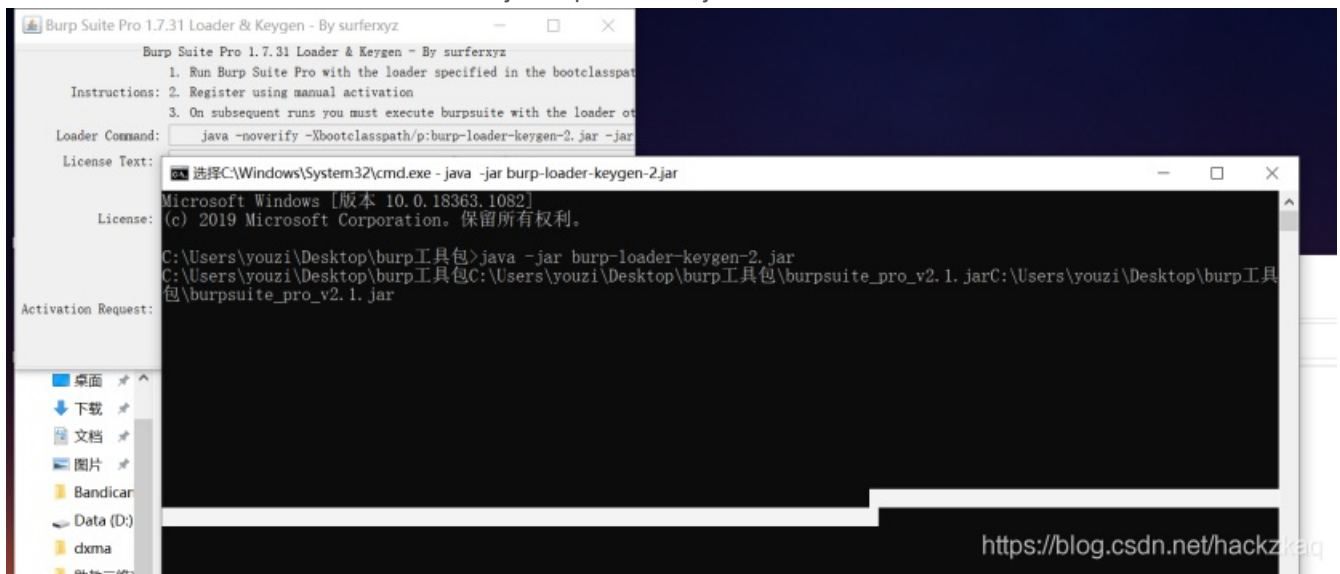 Burp Suite Pro 1.7.31 Loader & Keygen - By surferxyz
Burp Suite Pro 1.7.31 Loader & Keygen - By surferxyz
1. Run Burp Suite Pro with the loader specified in the
Instructions: 2. Register using manual activation
3. On subsequent runs you must execute burpsuite with the loader
Loader Command: java -noverify -Xbootclasspath/p:burp-loader-keygen-2.jar -jar
License Text:
License:
Activation Request:
选择C:\Windows\System32\cmd.exe - java -jar burp-loader-keygen-2.jar
Microsoft Windows [版本 10.0.18363.1082]
(c) 2019 Microsoft Corporation。保留所有权利。
C:\Users\youzi\Desktop\burp工具包>java -jar burp-loader-keygen-2.jar
C:\Users\youzi\Desktop\burp工具包C:\Users\youzi\Desktop\burp工具包\burpsuite_pro_v2.1.jarC:\Users\youzi\Desktop\burp工具
包\burpsuite_pro_v2.1.jar
桌面
下载
文档
图片
Bandicam
Data (D:)
dxma
https://blog.csdn.net/hackzkaq